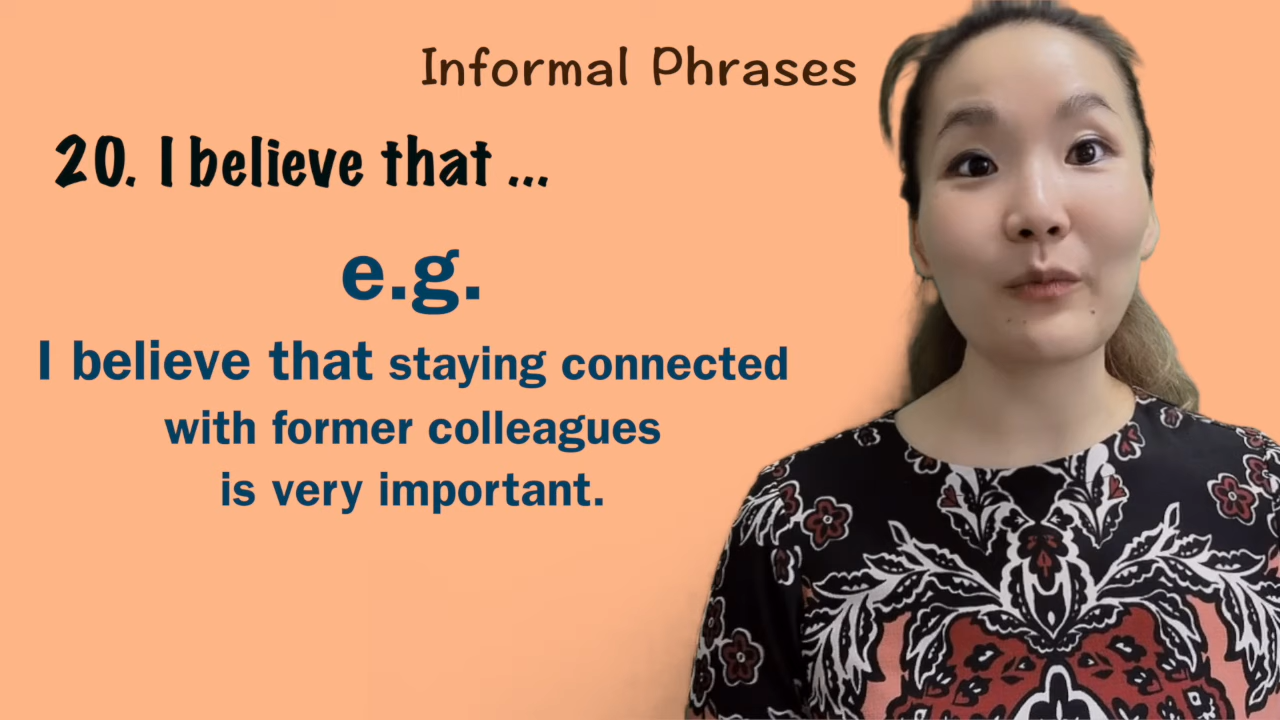 Informal Phrases
20. I believe that ...
e.g.
I believe that staying connected
with former colleagues
is very important.